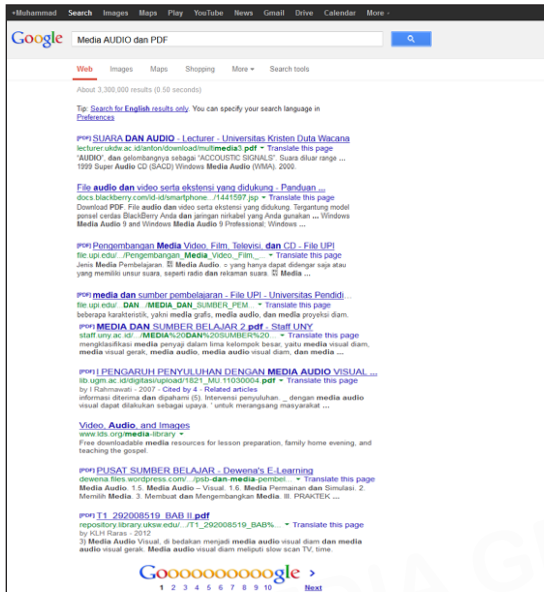 +Muhammad Search Images Maps Play YouTube News Gmail Drive Calendar More
Google Media AUDIO dan PDF
Web Images Maps Shopping More Search tools
About 3,300,000 results (0.50 seconds)
Tip: Search for English results only. You can specify your search language in
Preferences
[PDF] SUARA DAN AUDIO - Lecturer - Universitas Kristen Duta Wacana
lecturer.ukdw.ac.id/anton/download/multimedia3.pdf Translate this page
"AUDIO", dan gelombangnya sebagai "ACCOUSTIC SIGNALS". Suara diluar range ...
1999 Super Audio CD (SACD) Windows Media Audio (WMA). 2000.
File audio dan video serta ekstensi yang didukung - Panduan ...
docs.blackberry.com/id-id/smartphone.../1441597.jsp Translate this page
Download PDF. File audio dan video serta ekstensi yang didukung. Tergantung model
ponsel cerdas BlackBerry Anda dan jaringan nirkabel yang Anda gunakan ... Windows
Media Audio 9 and Windows Media Audio 9 Professional; Windows ...
[PDF] Pengembangan Media Video, Film, Televisi, dan CD - File UPI
file.upi.edu/.../Pengembangan_Media_Video,_Film,_... Translate this page
Jenis Media Pembelajaran. Media Audio = yang hanya dapat didengar saja atau
yang memiliki unsur suara, seperti radio dan rekaman suara. Media ...
[PDF] media dan sumber pembelajaran - File UPI - Universitas Pendidi...
file.upi.edu/...DAN.../MEDIA_DAN_SUMBER_PEM... Translate this page
beberapa karakteristik, yakni media grafis, media audio, dan media proyeksi diam.
[PDF] MEDIA DAN SUMBER BELAJAR 2 pdf - Staff UNY
staff.uny.ac.id/.../MEDIA%20DAN%20SUMBER%20... Translate this page
mengklasifikasi media penyaji dalam lima kelompok besar, yaitu media visual diam,
media visual gerak, media audio, media audio visual diam, dan media ...
[PDF] I PENGARUH PENYULUHAN DENGAN MEDIA AUDIO VISUAL ...
lib.ugm.ac.id/digitasi/upload/1821_MU.11030004.pdf Translate this page
by I Rahmawati - 2007 - Cited by 4 - Related articles
informasi diterima dan dipahami (5). Intervensi penyuluhan. _ dengan media audio
visual dapat dilakukan sebagai upaya. ' untuk merangsang masyarakat ...
Video, Audio, and Images
www.lds.org/media-library
Free downloadable media resources for lesson preparation, family home evening, and
teaching the gospel.
[PDF] PUSAT SUMBER BELAJAR - Dewena's E-Learning
dewena.files.wordpress.com/.../psb-dan-media-pembel... Translate this page
Media Audio. 1.5. Media Audio – Visual. 1.6. Media Permainan dan Simulasi. 2.
Memilih Media. 3. Membuat dan Mengembangkan Media. III. PRAKTEK ...
[PDF] T1_292008519_BAB II.pdf
repository.library.uksw.edu/.../T1_292008519_BAB%... Translate this page
by KLH Raras - 2012
3) Media Audio Visual, di bedakan menjadi media audio visual diam dan media
audio visual gerak. Media audio visual diam meliputi slow scan TV, time.
Goooooooooogle >
1 2 3 4 5 6 7 8 9 10 Next